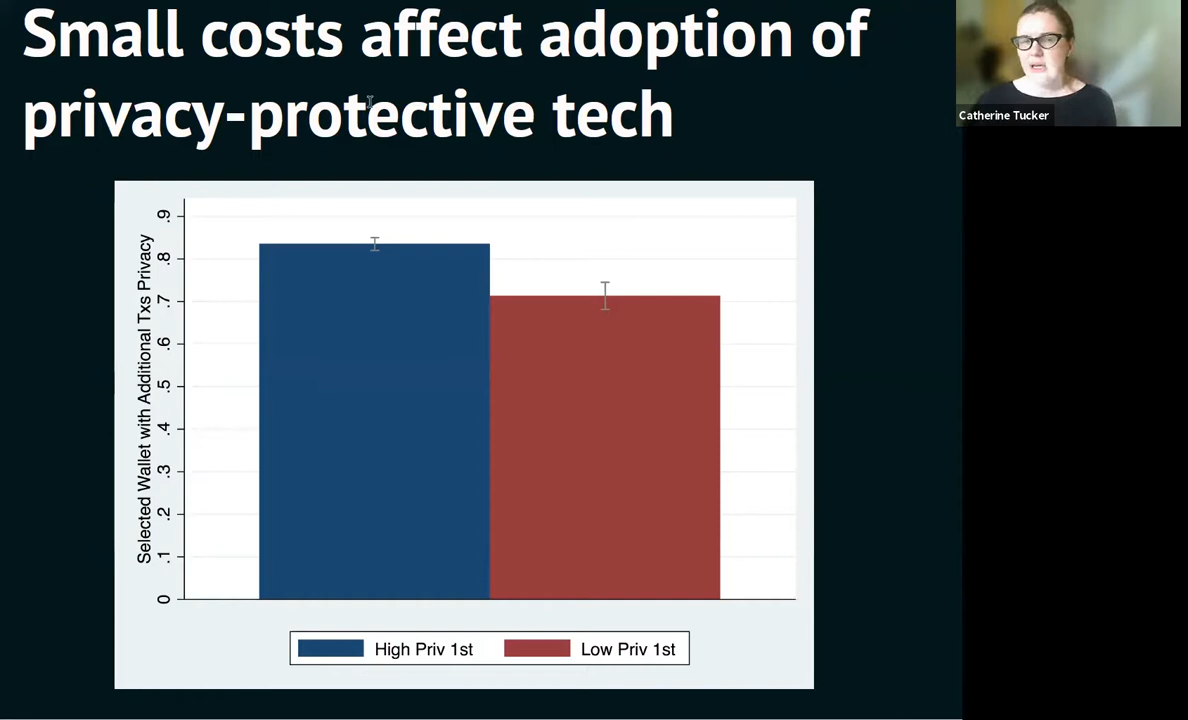 Small costs affect adoption of
privacy-protective tech
Catherine Tucker
Selected Wallet with Additional Txs Privacy
.9
.8
.7
.6
.5
.4
.3
.2
.1
0
High Priv 1st
Low Priv 1st